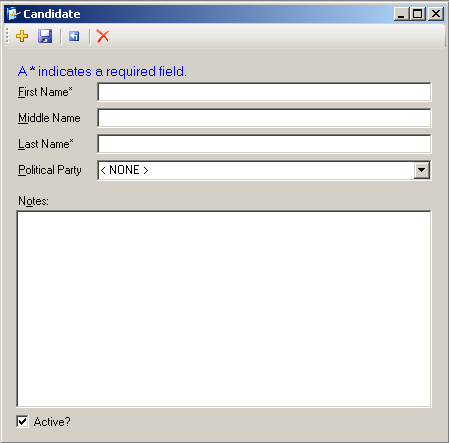 Candidate
A * indicates a required field.
First Name*
Middle Name
Last Name*
Political Party
< NONE >
Notes:
Active?